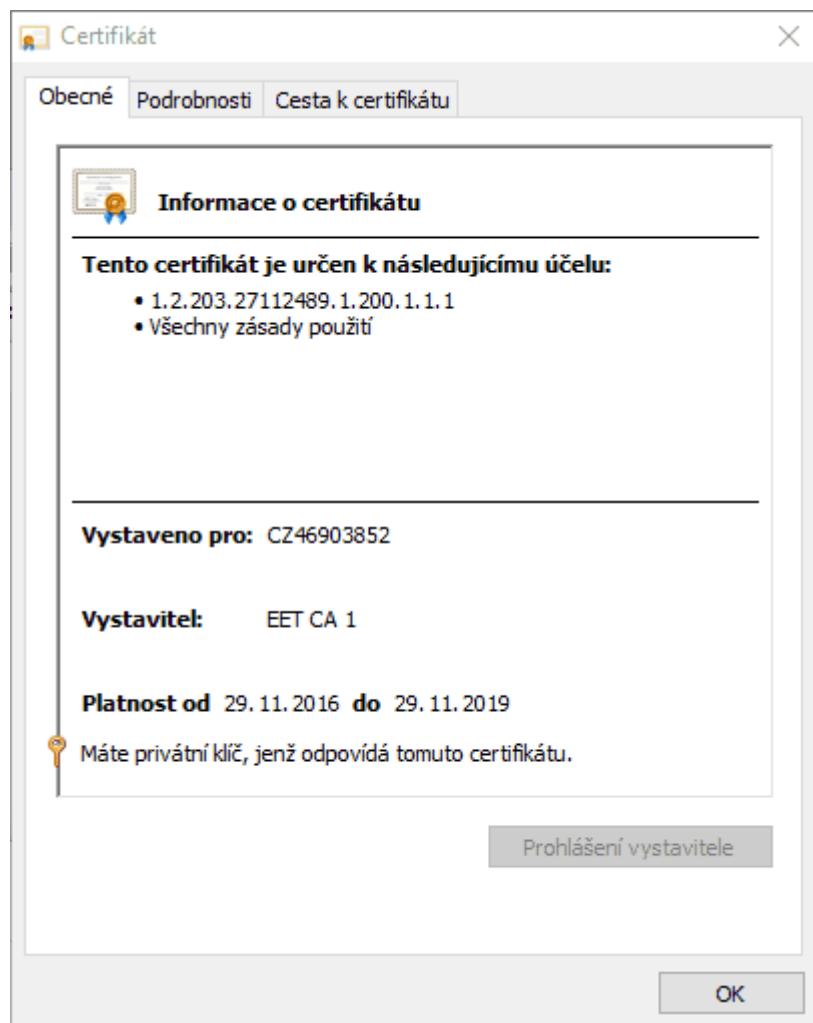 Certifikát
Obecné Podrobnosti Cesta k certifikátu
Informace o certifikátu
Tento certifikát je určen k následujícímu účelu:
• 1.2.203.27112489.1.200.1.1.1
• Všechny zásady použití
Vystaveno pro: CZ46903852
Vystavitel: EET CA 1
Platnost od 29.11.2016 do 29.11.2019
Máte privátní klíč, jenž odpovídá tomuto certifikátu.
Prohlášení vystavitele
OK